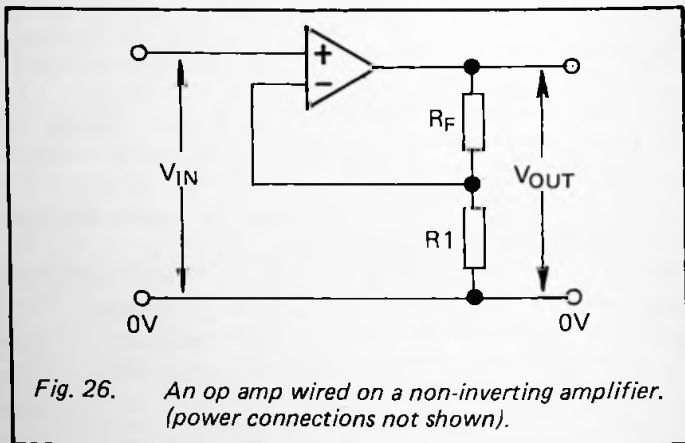 +
−
R_F
V_IN
V_OUT
R1
0V
0V
Fig. 26. An op amp wired on a non-inverting amplifier.
(power connections not shown).